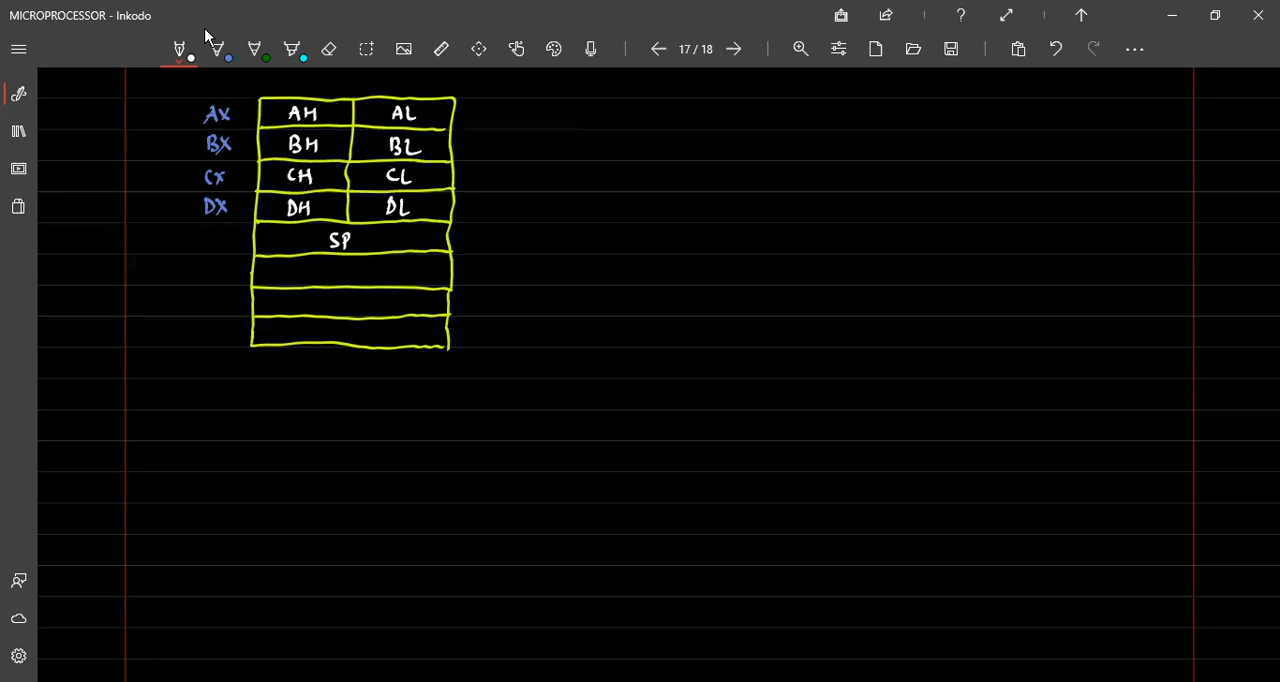 MICROPROCESSOR - Inkodo
17 / 18
AX AH AL
BX BH BL
CX CH CL
DX DH DL
SP